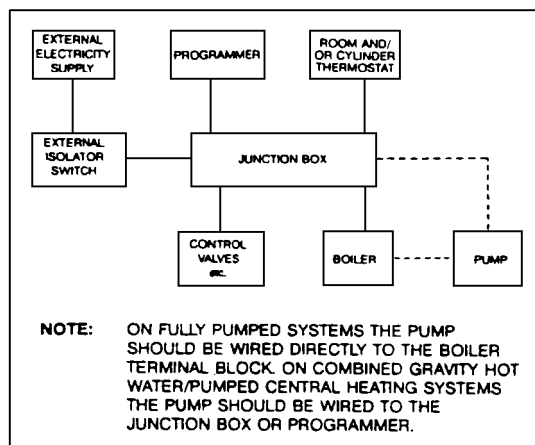 EXTERNAL
ELECTRICITY
SUPPLY
PROGRAMMER
ROOM AND/
OR CYLINDER
THERMOSTAT
EXTERNAL
ISOLATOR
SWITCH
JUNCTION BOX
CONTROL
VALVES
etc.
BOILER
PUMP
NOTE: ON FULLY PUMPED SYSTEMS THE PUMP
SHOULD BE WIRED DIRECTLY TO THE BOILER
TERMINAL BLOCK. ON COMBINED GRAVITY HOT
WATER/PUMPED CENTRAL HEATING SYSTEMS
THE PUMP SHOULD BE WIRED TO THE
JUNCTION BOX OR PROGRAMMER.